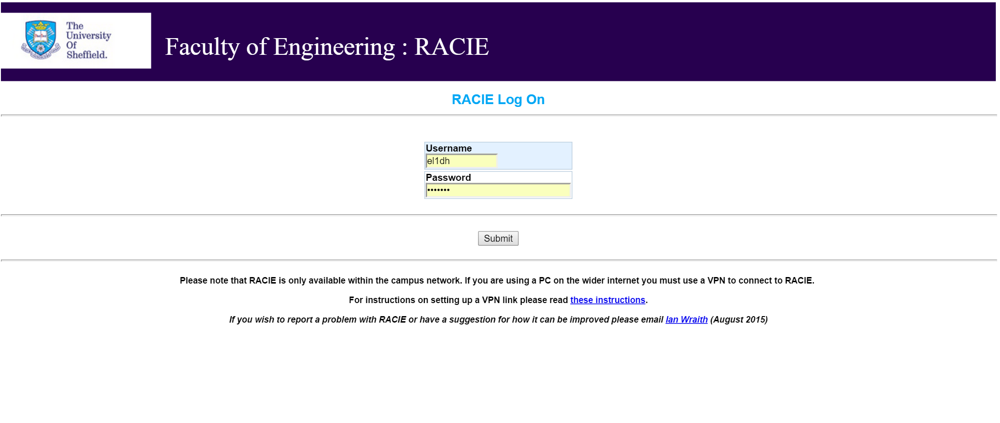 The
University
Of
Sheffield.
Faculty of Engineering : RACIE
RACIE Log On
Username
el1dh
Password
•••••••
Submit
Please note that RACIE is only available within the campus network. If you are using a PC on the wider internet you must use a VPN to connect to RACIE.
For instructions on setting up a VPN link please read these instructions.
If you wish to report a problem with RACIE or have a suggestion for how it can be improved please email Ian Wraith (August 2015)